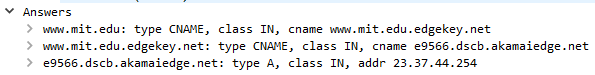 Answers
www.mit.edu: type CNAME, class IN, cname www.mit.edu.edgekey.net
www.mit.edu.edgekey.net: type CNAME, class IN, cname e9566.dscb.akamaiedge.net
e9566.dscb.akamaiedge.net: type A, class IN, addr 23.37.44.254